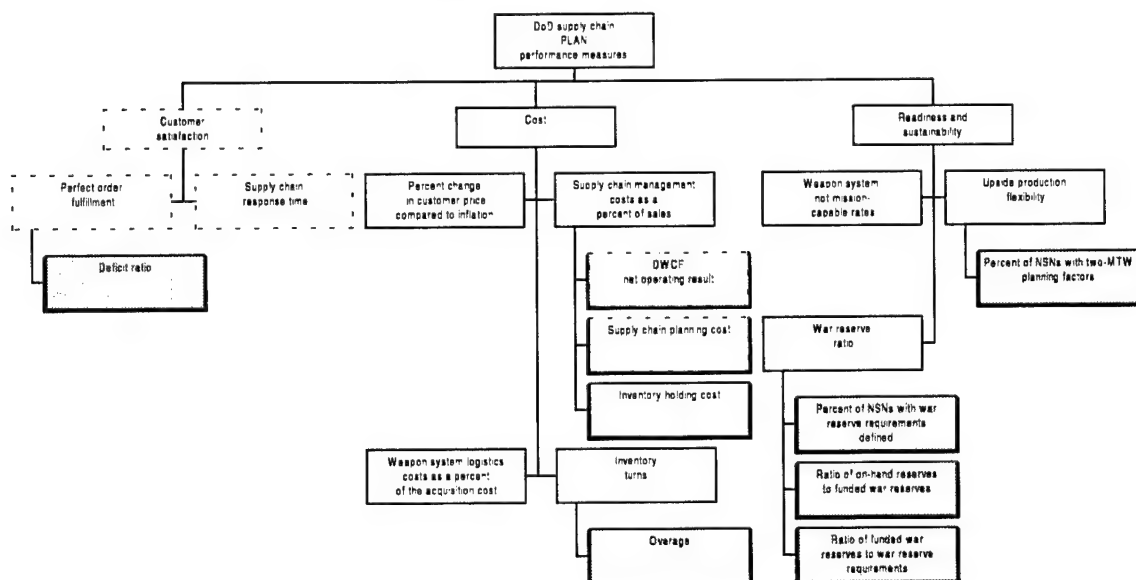 DoD supply chain
PLAN
performance measures
Customer
satisfaction
Cost
Readiness and
sustainability
Perfect order
fulfillment
Supply chain
response time
Percent change
in customer price
compared to inflation
Supply chain management
costs as a
percent of sales
Weapon system
not mission-
capable rates
Upside production
flexibility
Deficit ratio
DWCF
net operating result
Percent of NSNs with two-MTW
planning factors
Supply chain planning cost
War reserve
ratio
Inventory holding cost
Percent of NSNs with war
reserve requirements
defined
Weapon system logistics
costs as a percent
of the acquisition cost
Inventory
turns
Ratio of on-hand reserves
to funded war reserves
Overage
Ratio of funded war
reserves to war reserve
requirements